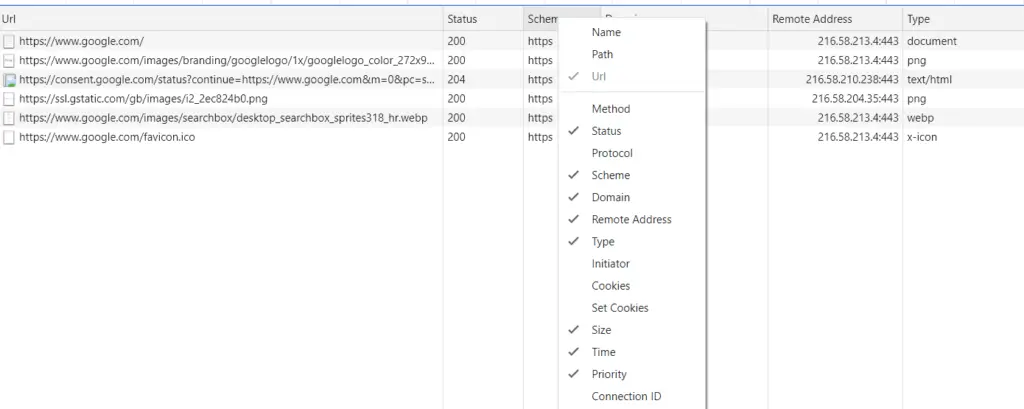 Url Status Schem Remote Address Type
https://www.google.com/ 200 https 216.58.213.4:443 document
https://www.google.com/images/branding/googlelogo/1x/googlelogo_color_272x9... 200 https 216.58.213.4:443 png
https://consent.google.com/status?continue=https://www.google.com&m=0&pc=s... 204 https 216.58.210.238:443 text/html
https://ssl.gstatic.com/gb/images/i2_2ec824b0.png 200 https 216.58.204.35:443 png
https://www.google.com/images/searchbox/desktop_searchbox_sprites318_hr.webp 200 https 216.58.213.4:443 webp
https://www.google.com/favicon.ico 200 https 216.58.213.4:443 x-icon
Name
Path
Url
Method
Status
Protocol
Scheme
Domain
Remote Address
Type
Initiator
Cookies
Set Cookies
Size
Time
Priority
Connection ID